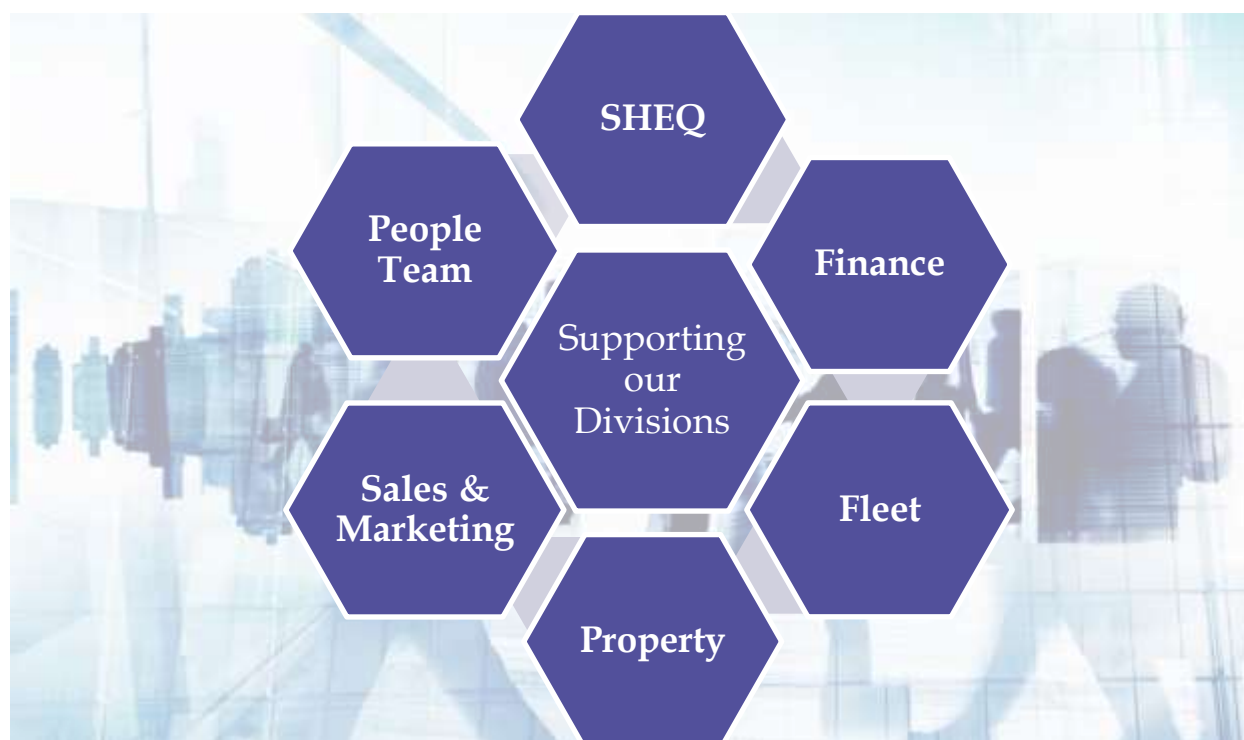 SHEQ
People
Team
Finance
Supporting
our
Divisions
Sales &
Marketing
Fleet
Property